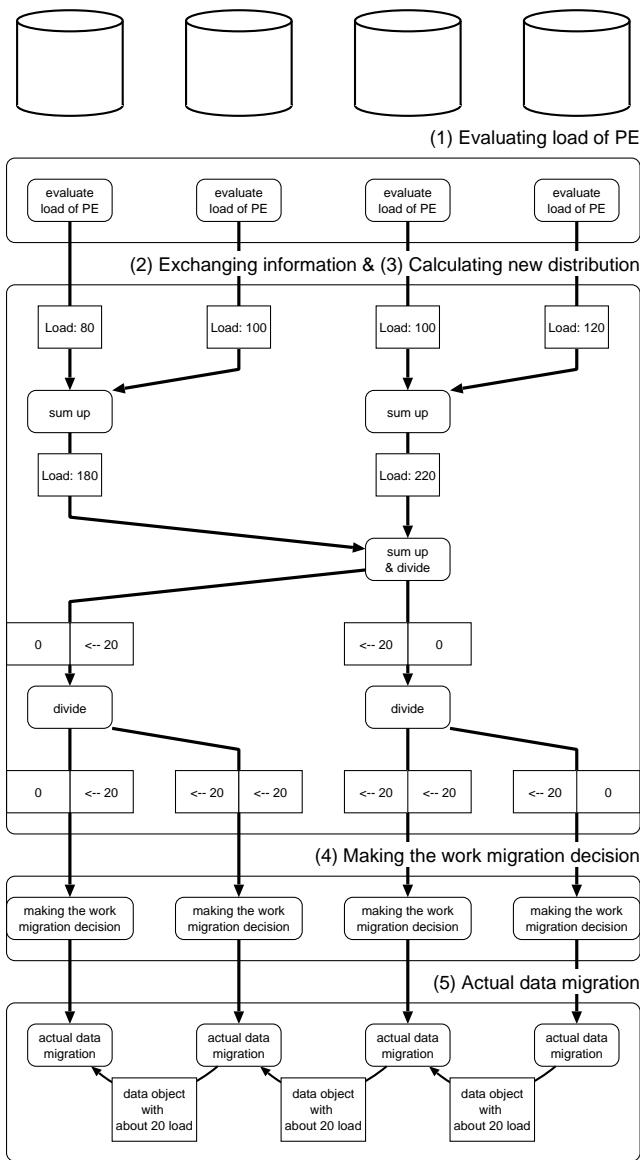 (1) Evaluating load of PE
evaluate
load of PE
evaluate
load of PE
evaluate
load of PE
evaluate
load of PE
(2) Exchanging information & (3) Calculating new distribution
Load: 80
Load: 100
Load: 100
Load: 120
sum up
sum up
Load: 180
Load: 220
sum up
& divide
0
<-- 20
<-- 20
0
divide
divide
0
<-- 20
<-- 20
<-- 20
<-- 20
<-- 20
<-- 20
0
(4) Making the work migration decision
making the work
migration decision
making the work
migration decision
making the work
migration decision
making the work
migration decision
(5) Actual data migration
actual data
migration
actual data
migration
actual data
migration
actual data
migration
data object
with
about 20 load
data object
with
about 20 load
data object
with
about 20 load